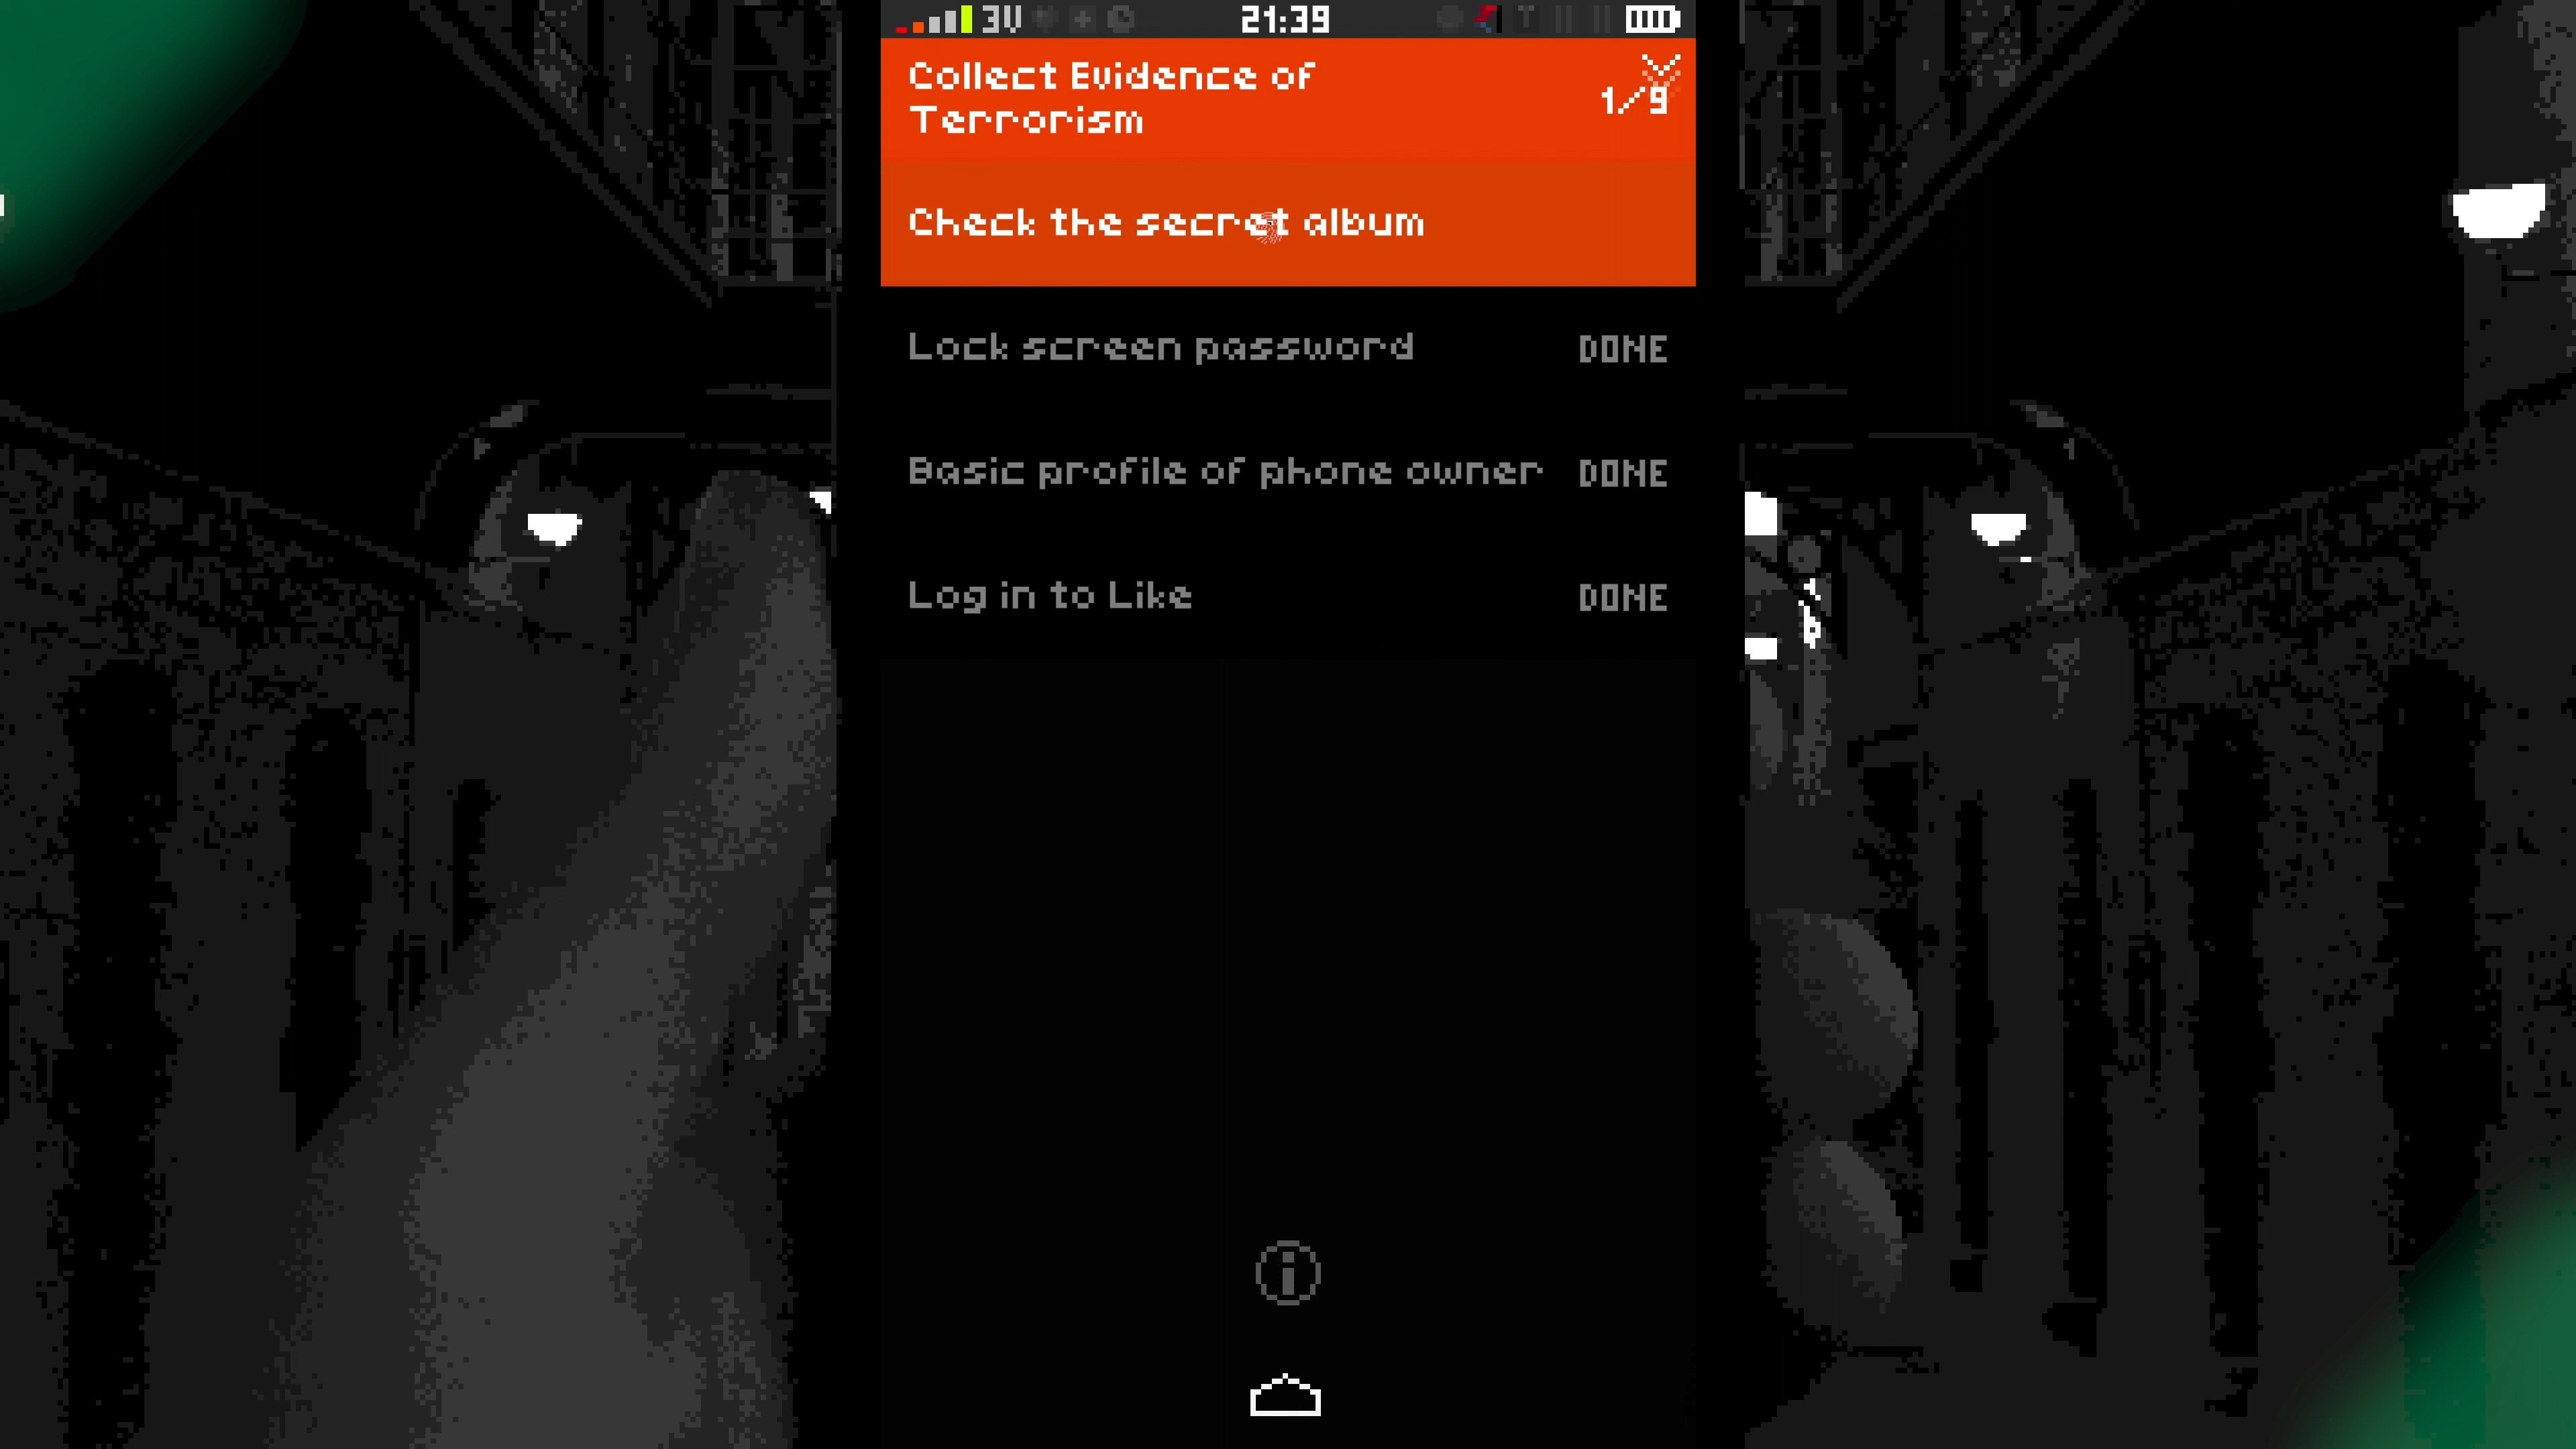 3V 21:39
Collect Evidence of
Terrorism
1/9
Check the secret album
Lock screen password DONE
Basic profile of phone owner DONE
Log in to Like DONE